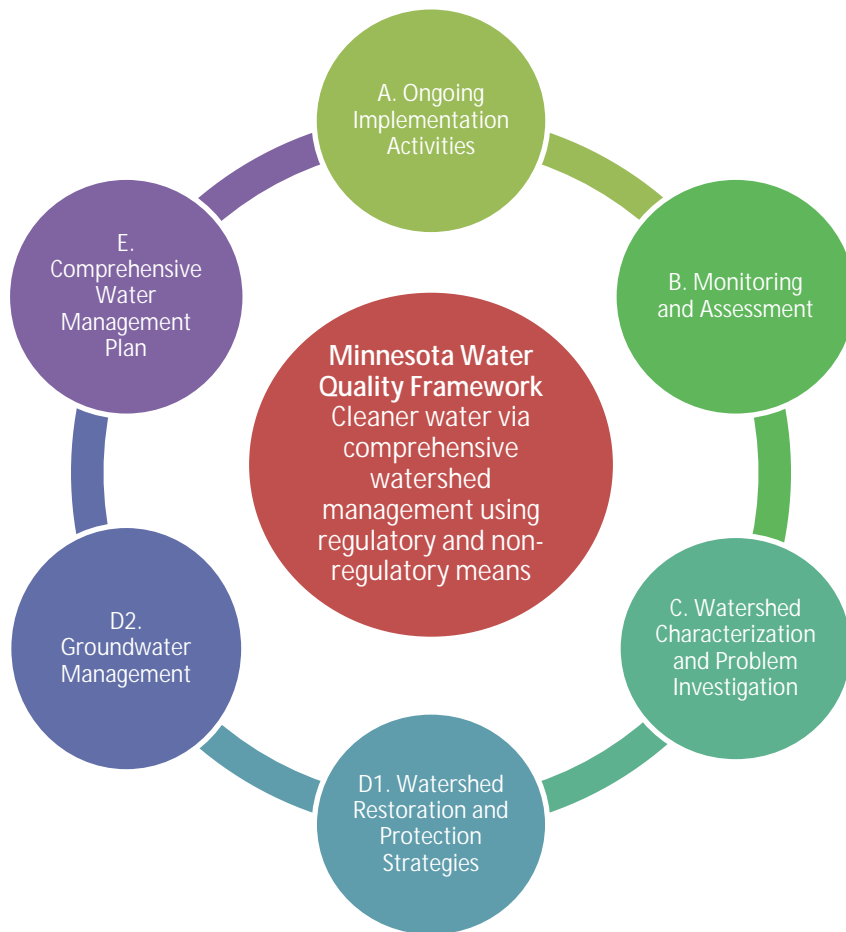 A. Ongoing
Implementation
Activities
B. Monitoring
and Assessment
C. Watershed
Characterization
and Problem
Investigation
D1. Watershed
Restoration and
Protection
Strategies
D2.
Groundwater
Management
E.
Comprehensive
Water
Management
Plan
Minnesota Water
Quality Framework
Cleaner water via
comprehensive
watershed
management using
regulatory and non-
regulatory means